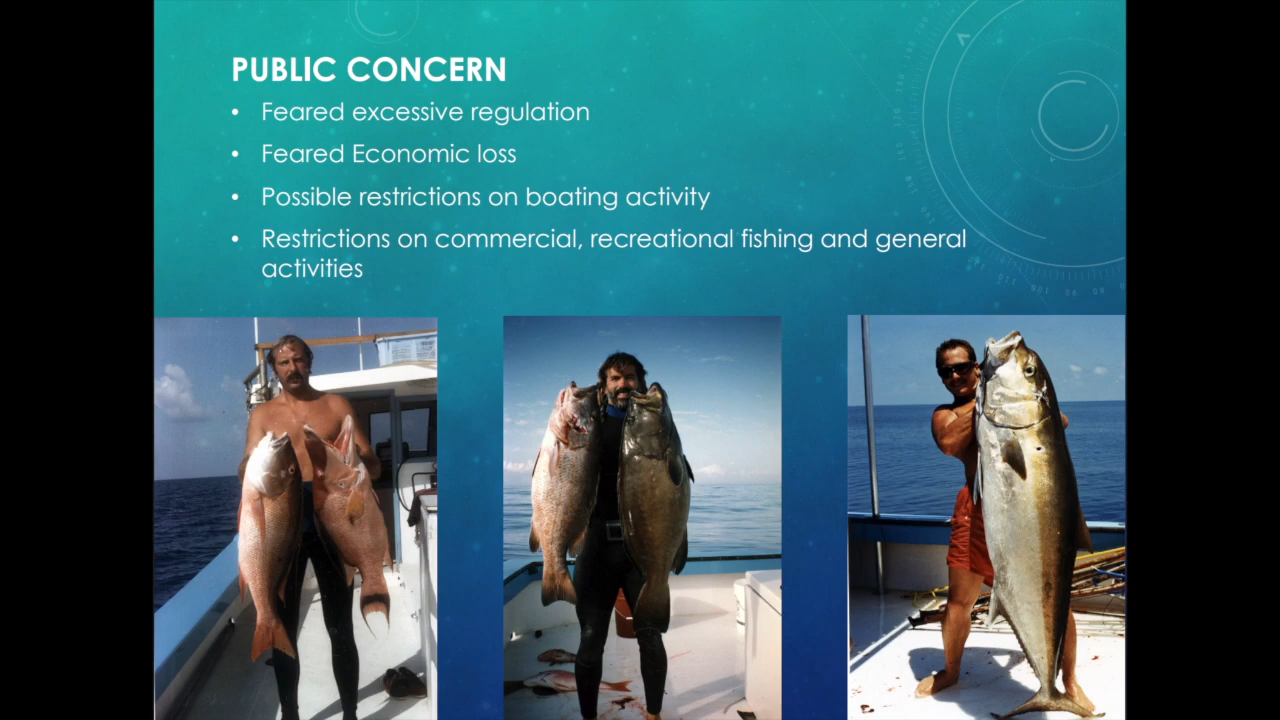 PUBLIC CONCERN
• Feared excessive regulation
• Feared Economic loss
• Possible restrictions on boating activity
• Restrictions on commercial, recreational fishing and general
activities